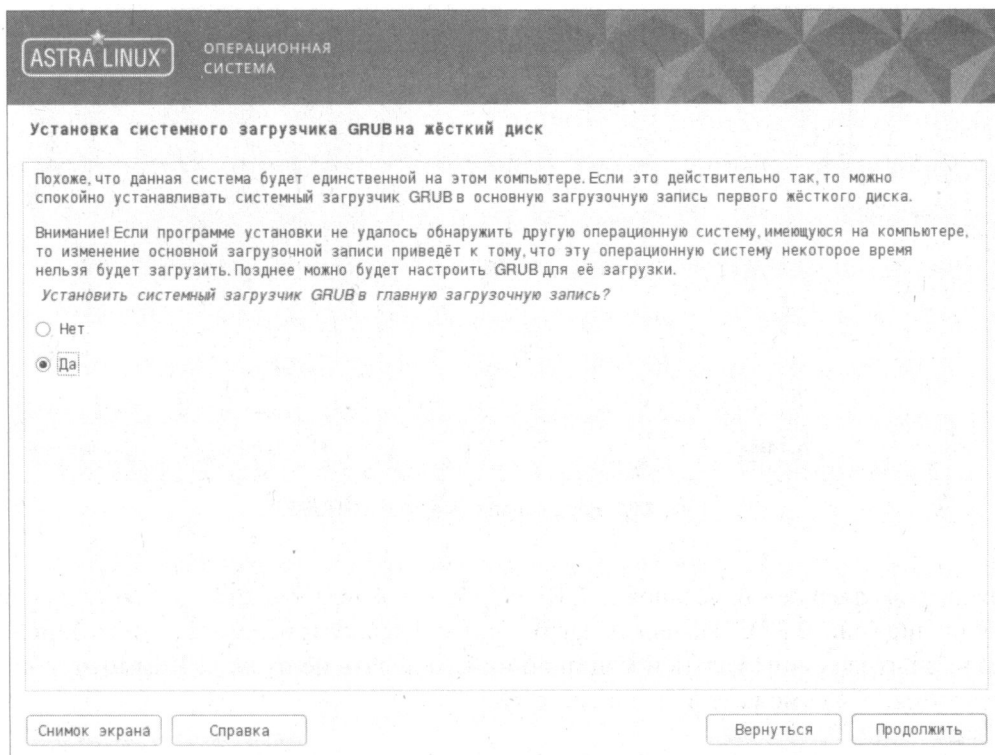 ASTRA LINUX
ОПЕРАЦИОННАЯ
СИСТЕМА
Установка системного загрузчика GRUB на жёсткий диск
Похоже, что данная система будет единственной на этом компьютере. Если это действительно так, то можно
спокойно устанавливать системный загрузчик GRUB в основную загрузочную запись первого жёсткого диска.
Внимание! Если программе установки не удалось обнаружить другую операционную систему, имеющуюся на компьютере,
то изменение основной загрузочной записи приведёт к тому, что эту операционную систему некоторое время
нельзя будет загрузить. Позднее можно будет настроить GRUB для её загрузки.
Установить системный загрузчик GRUB в главную загрузочную запись?
Нет
Да
Снимок экрана
Справка
Вернуться
Продолжить